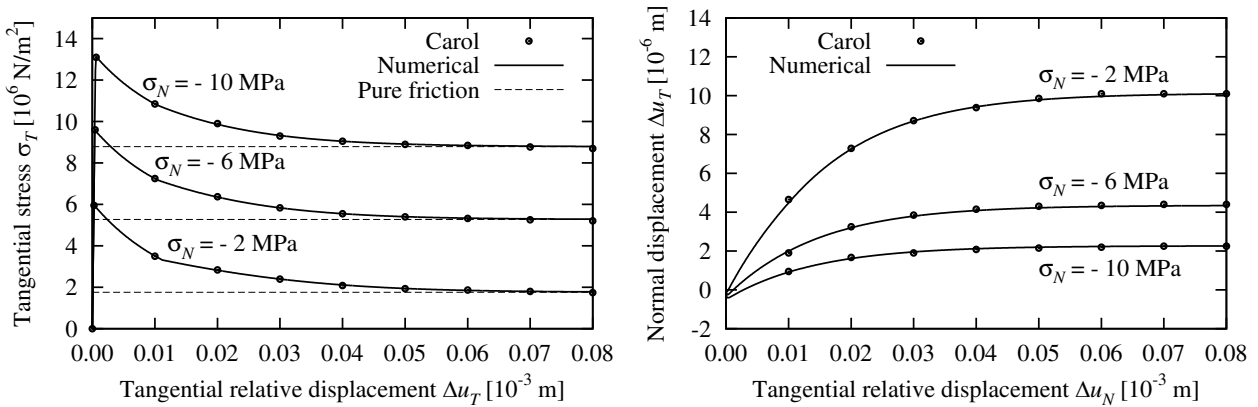 14
12
10
8
6
4
2
0
0.00 0.01 0.02 0.03 0.04 0.05 0.06 0.07 0.08
Tangential stress σT [10^6 N/m^2]
Tangential relative displacement ΔuT [10^-3 m]
Carol
Numerical
Pure friction
σN = - 10 MPa
σN = - 6 MPa
σN = - 2 MPa
14
12
10
8
6
4
2
0
-2
0.00 0.01 0.02 0.03 0.04 0.05 0.06 0.07 0.08
Normal displacement ΔuT [10^-6 m]
Tangential relative displacement ΔuN [10^-3 m]
Carol
Numerical
σN = - 2 MPa
σN = - 6 MPa
σN = - 10 MPa